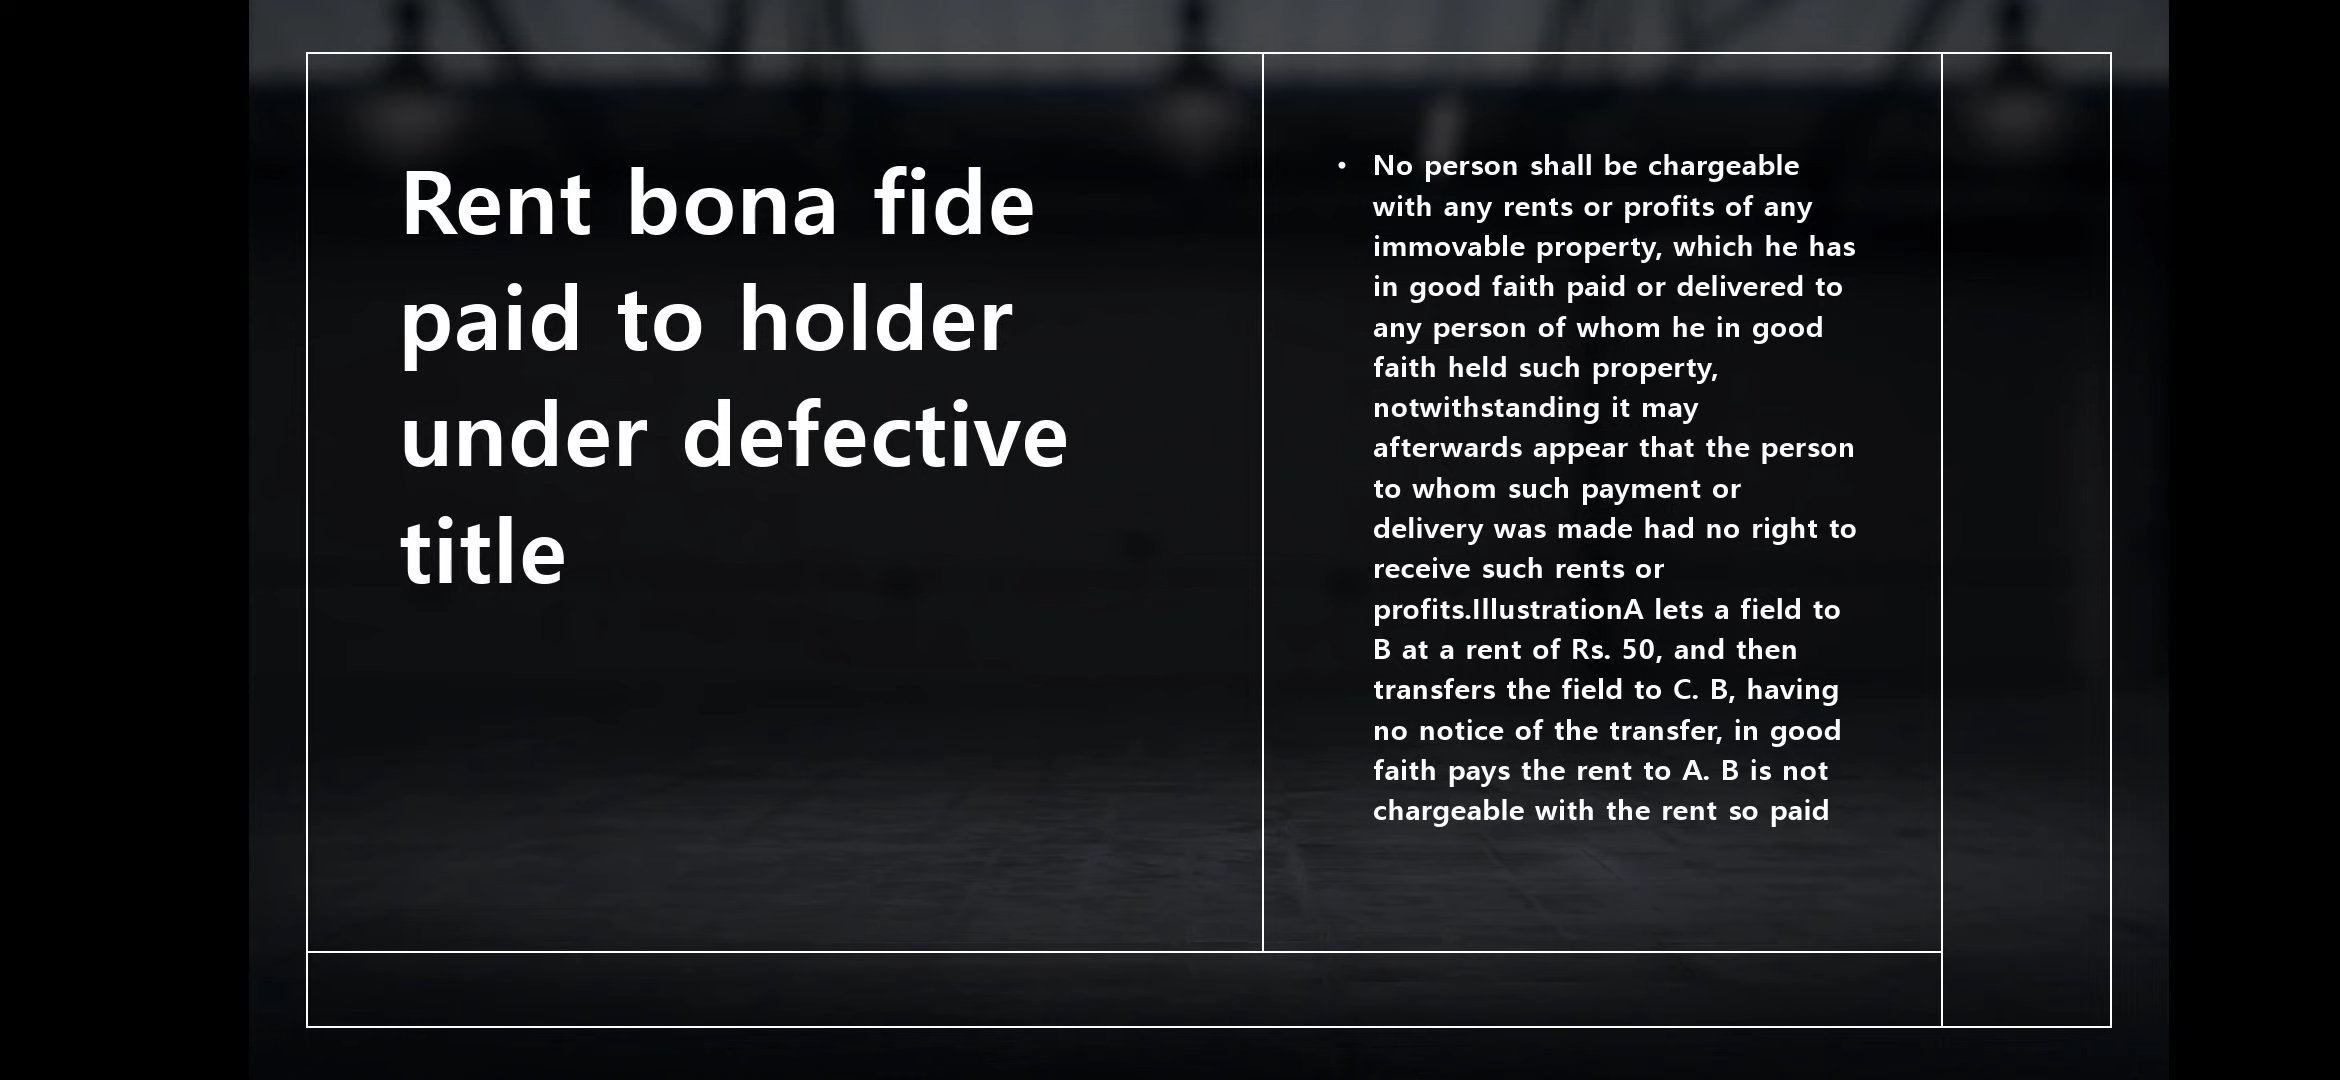 Rent bona fide
paid to holder
under defective
title
• No person shall be chargeable
with any rents or profits of any
immovable property, which he has
in good faith paid or delivered to
any person of whom he in good
faith held such property,
notwithstanding it may
afterwards appear that the person
to whom such payment or
delivery was made had no right to
receive such rents or
profits.IllustrationA lets a field to
B at a rent of Rs. 50, and then
transfers the field to C. B, having
no notice of the transfer, in good
faith pays the rent to A. B is not
chargeable with the rent so paid